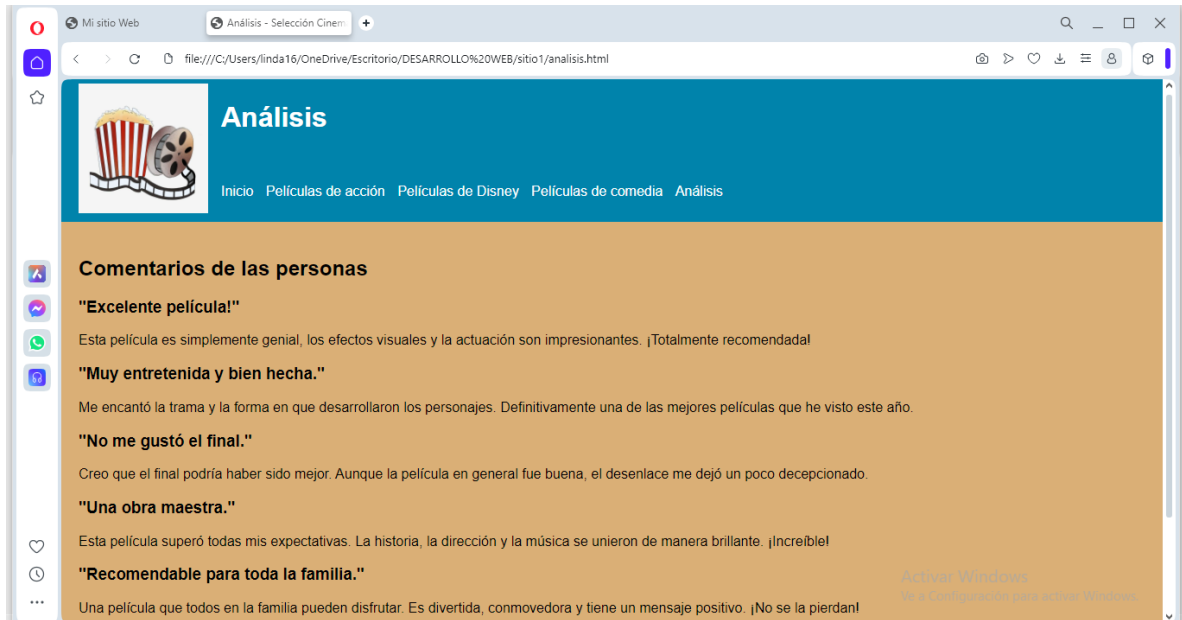 Mi sitio Web
Análisis - Selección Cinem
file:///C:/Users/linda16/OneDrive/Escritorio/DESARROLLO%20WEB/sitio1/analisis.html
Análisis
Inicio Películas de acción Películas de Disney Películas de comedia Análisis
Comentarios de las personas
"Excelente película!"
Esta película es simplemente genial, los efectos visuales y la actuación son impresionantes. ¡Totalmente recomendada!
"Muy entretenida y bien hecha."
Me encantó la trama y la forma en que desarrollaron los personajes. Definitivamente una de las mejores películas que he visto este año.
"No me gustó el final."
Creo que el final podría haber sido mejor. Aunque la película en general fue buena, el desenlace me dejó un poco decepcionado.
"Una obra maestra."
Esta película superó todas mis expectativas. La historia, la dirección y la música se unieron de manera brillante. ¡Increíble!
"Recomendable para toda la familia."
Una película que todos en la familia pueden disfrutar. Es divertida, conmovedora y tiene un mensaje positivo. ¡No se la pierdan!
Activar Windows
Ve a Configuración para activar Windows.